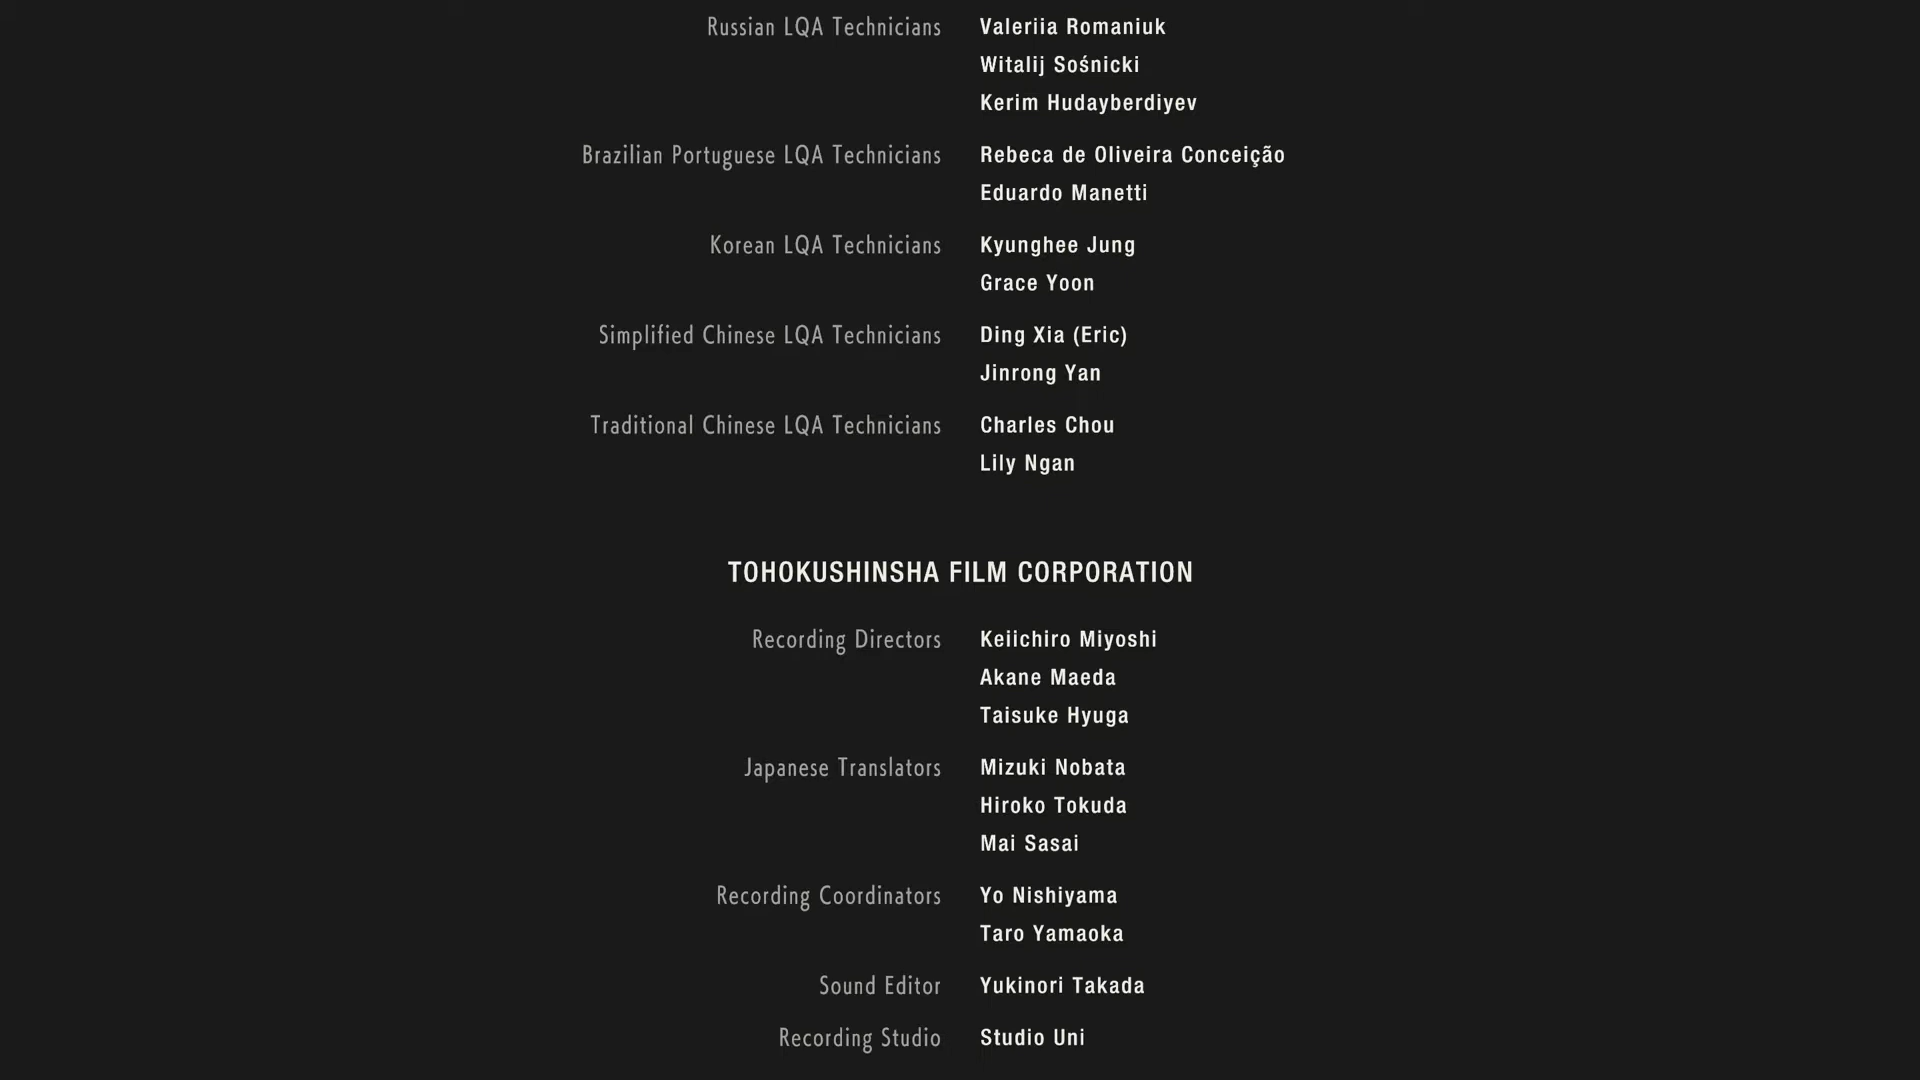 Russian LQA Technicians Valeriia Romaniuk
Witalij Sośnicki
Kerim Hudayberdiyev
Brazilian Portuguese LQA Technicians Rebeca de Oliveira Conceição
Eduardo Manetti
Korean LQA Technicians Kyunghee Jung
Grace Yoon
Simplified Chinese LQA Technicians Ding Xia (Eric)
Jinrong Yan
Traditional Chinese LQA Technicians Charles Chou
Lily Ngan
TOHOKUSHINSHA FILM CORPORATION
Recording Directors Keiichiro Miyoshi
Akane Maeda
Taisuke Hyuga
Japanese Translators Mizuki Nobata
Hiroko Tokuda
Mai Sasai
Recording Coordinators Yo Nishiyama
Taro Yamaoka
Sound Editor Yukinori Takada
Recording Studio Studio Uni